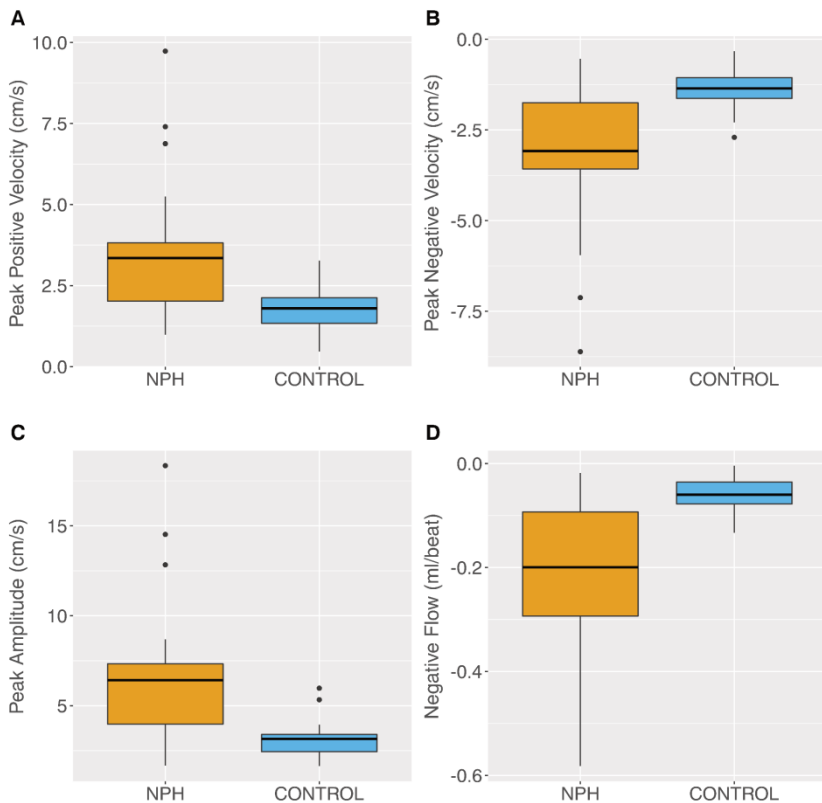 A
Peak Positive Velocity (cm/s)
10.0
7.5
5.0
2.5
0.0
NPH CONTROL
B
Peak Negative Velocity (cm/s)
0.0
-2.5
-5.0
-7.5
NPH CONTROL
C
Peak Amplitude (cm/s)
15
10
5
NPH CONTROL
D
Negative Flow (ml/beat)
0.0
-0.2
-0.4
-0.6
NPH CONTROL